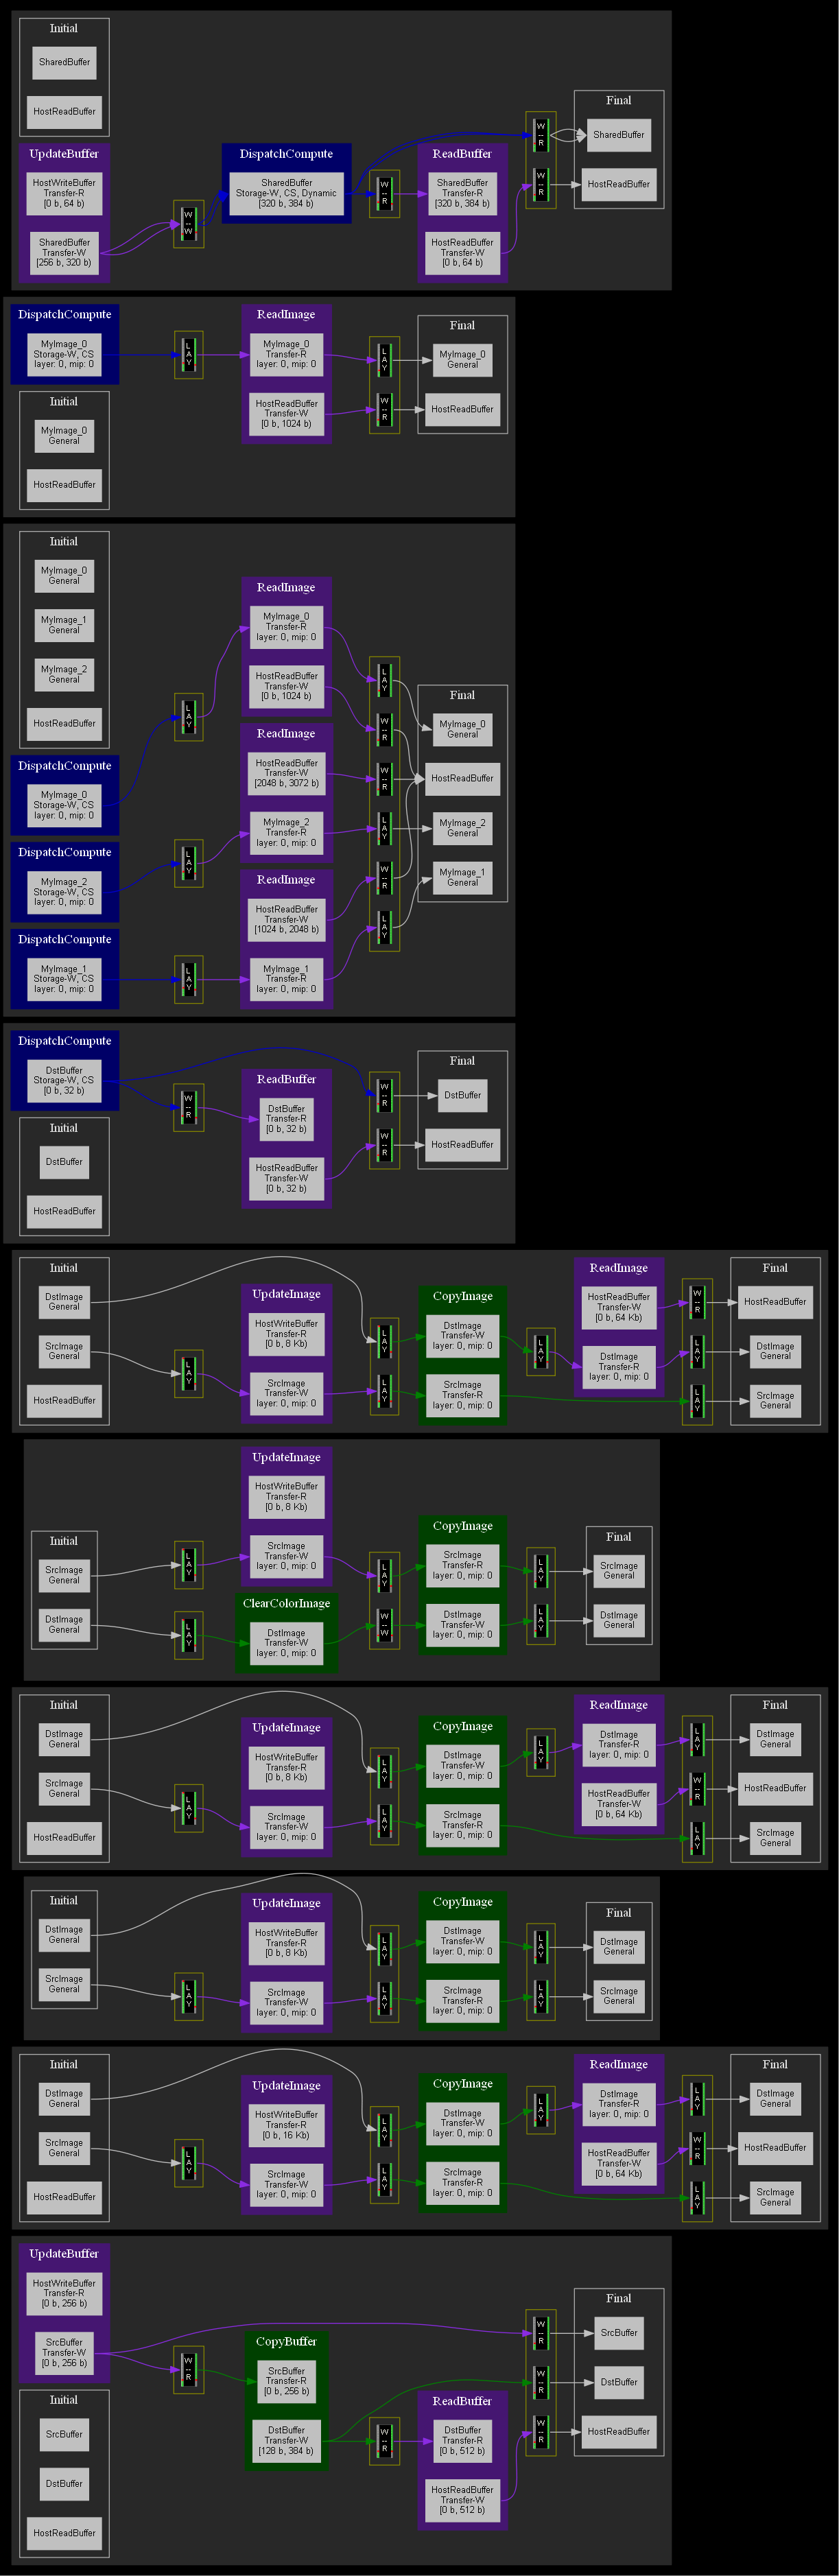 Initial
SharedBuffer
HostReadBuffer
UpdateBuffer
HostWriteBuffer
Transfer-R
[0 b, 64 b)
SharedBuffer
Transfer-W
[256 b, 320 b)
W
--
W
DispatchCompute
SharedBuffer
Storage-W, CS, Dynamic
[320 b, 384 b)
W
--
R
ReadBuffer
SharedBuffer
Transfer-R
[320 b, 384 b)
HostReadBuffer
Transfer-W
[0 b, 64 b)
W
--
R
W
--
R
Final
SharedBuffer
HostReadBuffer
DispatchCompute
MyImage_0
Storage-W, CS
layer: 0, mip: 0
Initial
MyImage_0
General
HostReadBuffer
L
A
Y
ReadImage
MyImage_0
Transfer-R
layer: 0, mip: 0
HostReadBuffer
Transfer-W
[0 b, 1024 b)
L
A
Y
W
--
R
Final
MyImage_0
General
HostReadBuffer
Initial
MyImage_0
General
MyImage_1
General
MyImage_2
General
HostReadBuffer
DispatchCompute
MyImage_0
Storage-W, CS
layer: 0, mip: 0
DispatchCompute
MyImage_2
Storage-W, CS
layer: 0, mip: 0
DispatchCompute
MyImage_1
Storage-W, CS
layer: 0, mip: 0
L
A
Y
L
A
Y
L
A
Y
ReadImage
MyImage_0
Transfer-R
layer: 0, mip: 0
HostReadBuffer
Transfer-W
[0 b, 1024 b)
ReadImage
HostReadBuffer
Transfer-W
[2048 b, 3072 b)
MyImage_2
Transfer-R
layer: 0, mip: 0
ReadImage
HostReadBuffer
Transfer-W
[1024 b, 2048 b)
MyImage_1
Transfer-R
layer: 0, mip: 0
L
A
Y
W
--
R
W
--
R
L
A
Y
W
--
R
L
A
Y
Final
MyImage_0
General
HostReadBuffer
MyImage_2
General
MyImage_1
General
DispatchCompute
DstBuffer
Storage-W, CS
[0 b, 32 b)
Initial
DstBuffer
HostReadBuffer
W
--
R
ReadBuffer
DstBuffer
Transfer-R
[0 b, 32 b)
HostReadBuffer
Transfer-W
[0 b, 32 b)
W
--
R
W
--
R
Final
DstBuffer
HostReadBuffer
Initial
DstImage
General
SrcImage
General
HostReadBuffer
L
A
Y
UpdateImage
HostWriteBuffer
Transfer-R
[0 b, 8 Kb)
SrcImage
Transfer-W
layer: 0, mip: 0
L
A
Y
L
A
Y
CopyImage
DstImage
Transfer-W
layer: 0, mip: 0
SrcImage
Transfer-R
layer: 0, mip: 0
L
A
Y
ReadImage
HostReadBuffer
Transfer-W
[0 b, 64 Kb)
DstImage
Transfer-R
layer: 0, mip: 0
W
--
R
L
A
Y
L
A
Y
Final
HostReadBuffer
DstImage
General
SrcImage
General
Initial
SrcImage
General
DstImage
General
L
A
Y
L
A
Y
UpdateImage
HostWriteBuffer
Transfer-R
[0 b, 8 Kb)
SrcImage
Transfer-W
layer: 0, mip: 0
ClearColorImage
DstImage
Transfer-W
layer: 0, mip: 0
L
A
Y
W
--
W
CopyImage
SrcImage
Transfer-R
layer: 0, mip: 0
DstImage
Transfer-W
layer: 0, mip: 0
L
A
Y
L
A
Y
Final
SrcImage
General
DstImage
General
Initial
DstImage
General
SrcImage
General
HostReadBuffer
L
A
Y
UpdateImage
HostWriteBuffer
Transfer-R
[0 b, 8 Kb)
SrcImage
Transfer-W
layer: 0, mip: 0
L
A
Y
L
A
Y
CopyImage
DstImage
Transfer-W
layer: 0, mip: 0
SrcImage
Transfer-R
layer: 0, mip: 0
L
A
Y
ReadImage
DstImage
Transfer-R
layer: 0, mip: 0
HostReadBuffer
Transfer-W
[0 b, 64 Kb)
L
A
Y
W
--
R
L
A
Y
Final
DstImage
General
HostReadBuffer
SrcImage
General
Initial
DstImage
General
SrcImage
General
L
A
Y
UpdateImage
HostWriteBuffer
Transfer-R
[0 b, 8 Kb)
SrcImage
Transfer-W
layer: 0, mip: 0
L
A
Y
L
A
Y
CopyImage
DstImage
Transfer-W
layer: 0, mip: 0
SrcImage
Transfer-R
layer: 0, mip: 0
L
A
Y
L
A
Y
Final
DstImage
General
SrcImage
General
Initial
DstImage
General
SrcImage
General
HostReadBuffer
L
A
Y
UpdateImage
HostWriteBuffer
Transfer-R
[0 b, 16 Kb)
SrcImage
Transfer-W
layer: 0, mip: 0
L
A
Y
L
A
Y
CopyImage
DstImage
Transfer-W
layer: 0, mip: 0
SrcImage
Transfer-R
layer: 0, mip: 0
L
A
Y
ReadImage
DstImage
Transfer-R
layer: 0, mip: 0
HostReadBuffer
Transfer-W
[0 b, 64 Kb)
L
A
Y
W
--
R
L
A
Y
Final
DstImage
General
HostReadBuffer
SrcImage
General
UpdateBuffer
HostWriteBuffer
Transfer-R
[0 b, 256 b)
SrcBuffer
Transfer-W
[0 b, 256 b)
Initial
SrcBuffer
DstBuffer
HostReadBuffer
W
--
R
CopyBuffer
SrcBuffer
Transfer-R
[0 b, 256 b)
DstBuffer
Transfer-W
[128 b, 384 b)
W
--
R
ReadBuffer
DstBuffer
Transfer-R
[0 b, 512 b)
HostReadBuffer
Transfer-W
[0 b, 512 b)
W
--
R
W
--
R
W
--
R
Final
SrcBuffer
DstBuffer
HostReadBuffer